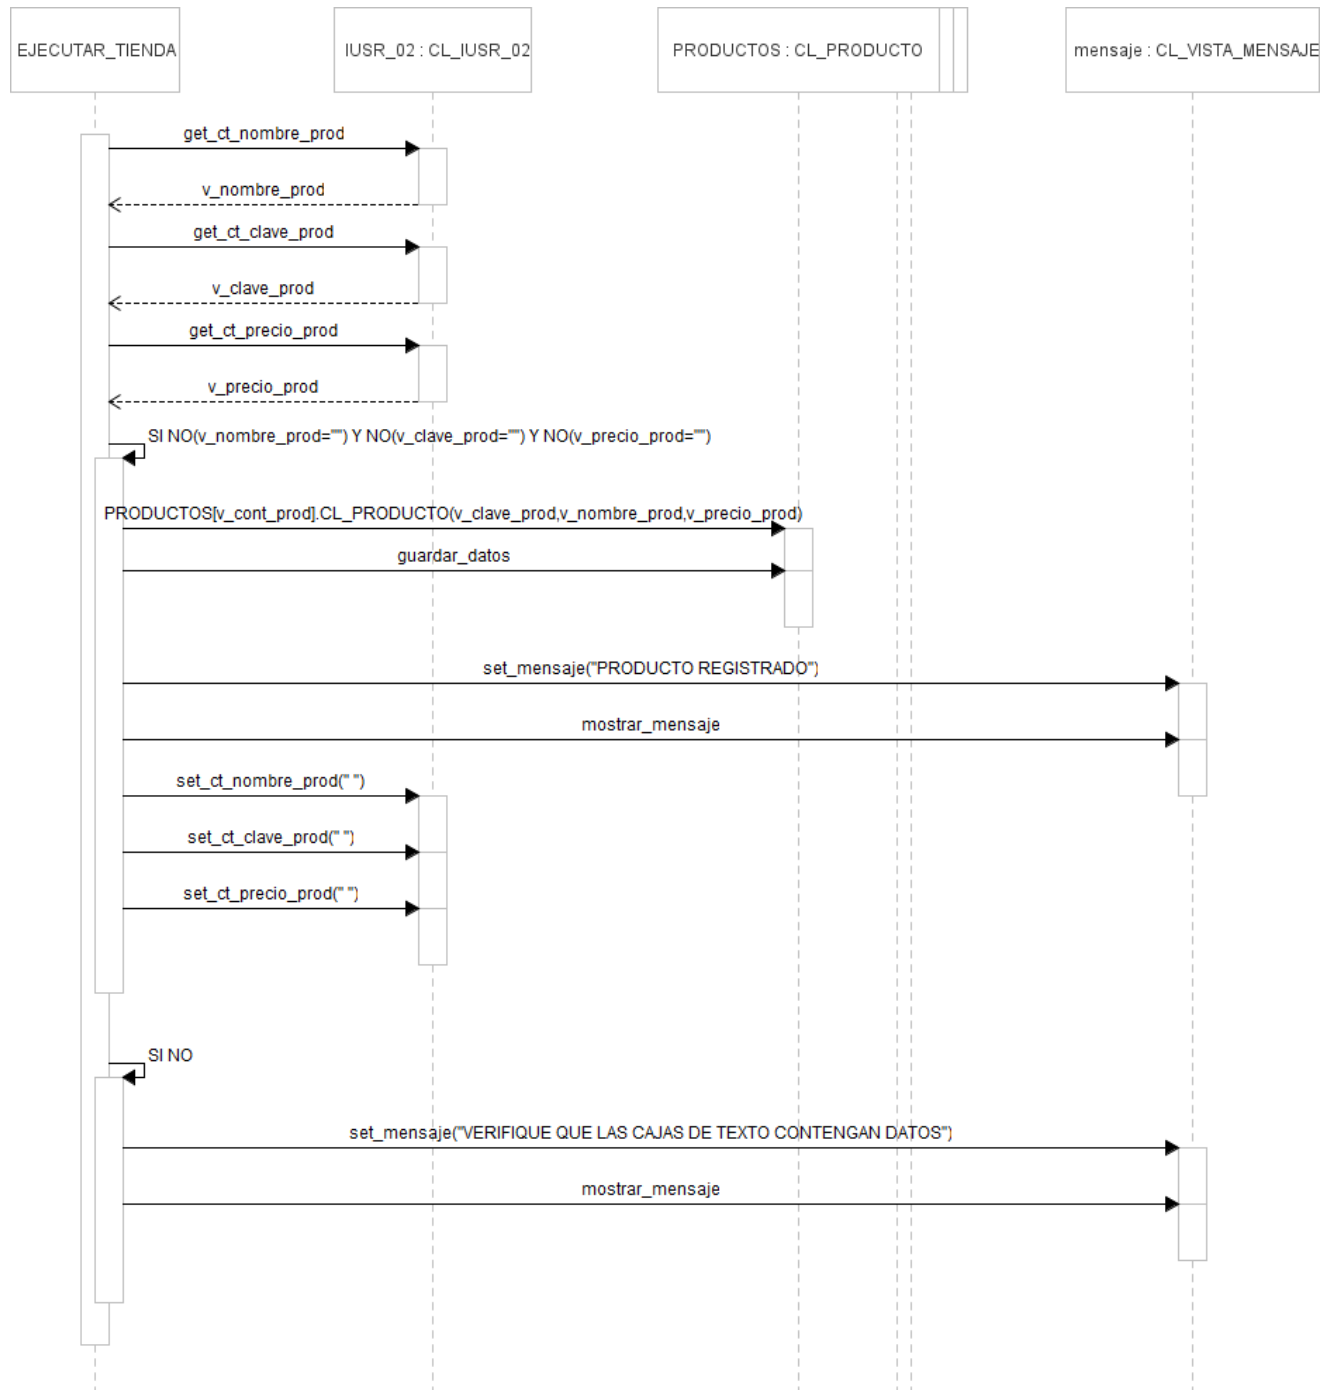 EJECUTAR_TIENDA
IUSR_02 : CL_IUSR_02
PRODUCTOS : CL_PRODUCTO
mensaje : CL_VISTA_MENSAJE
get_ct_nombre_prod
v_nombre_prod
get_ct_clave_prod
v_clave_prod
get_ct_precio_prod
v_precio_prod
SI NO(v_nombre_prod="") Y NO(v_clave_prod="") Y NO(v_precio_prod="")
PRODUCTOS[v_cont_prod].CL_PRODUCTO(v_clave_prod,v_nombre_prod,v_precio_prod)
guardar_datos
set_mensaje("PRODUCTO REGISTRADO")
mostrar_mensaje
set_ct_nombre_prod(" ")
set_ct_clave_prod(" ")
set_ct_precio_prod(" ")
SI NO
set_mensaje("VERIFIQUE QUE LAS CAJAS DE TEXTO CONTENGAN DATOS")
mostrar_mensaje